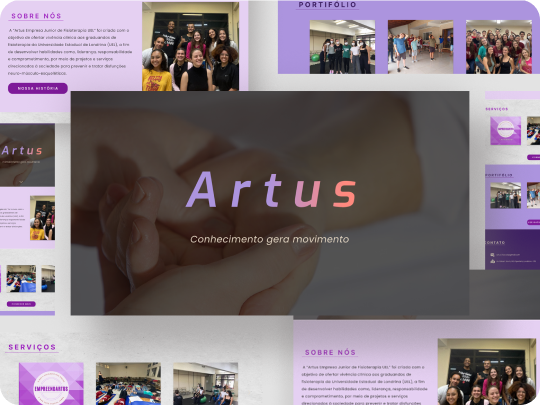 SOBRE NÓS
A "Artus Empresa Junior de Fisioterapia UEL" foi criada com o
objetivo de ofertar vivência clínica aos graduandos de
fisioterapia da Universidade Estadual de Londrina (UEL), a fim
de desenvolver habilidades como, liderança, responsabilidade
e comprometimento, por meio de projetos e serviços
direcionados à sociedade para prevenir e tratar disfunções
músculo-esqueléticas.
NOSSA HISTÓRIA
PORTIFÓLIO
Artus
Artus
Conhecimento gera movimento
SERVIÇOS
PORTIFÓLIO
CONTATO
SERVIÇOS
EMPREENDARTUS
SOBRE NÓS
A "Artus Empresa Junior de Fisioterapia UEL" foi criada com o
objetivo de ofertar vivência clínica aos graduandos de
fisioterapia da Universidade Estadual de Londrina (UEL), a fim
de desenvolver habilidades como, liderança, responsabilidade
e comprometimento, por meio de projetos e serviços
direcionados à sociedade para prevenir e tratar disfunções